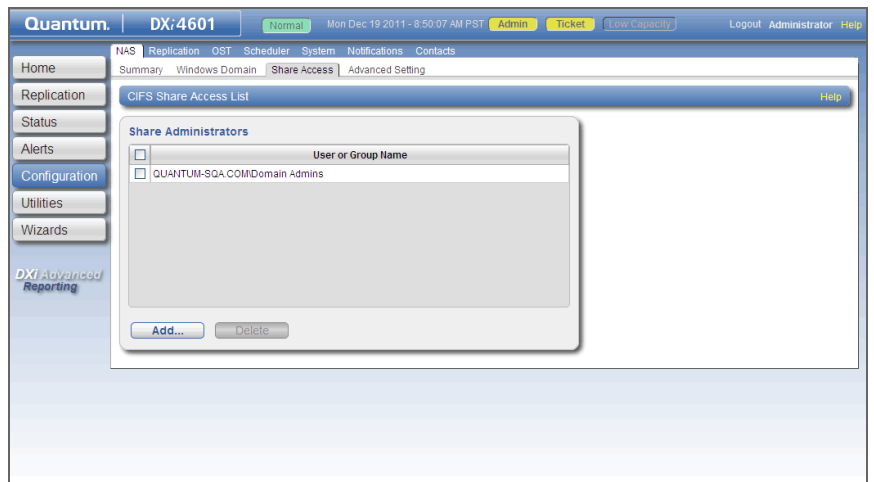 Quantum. DXi4601 Normal Mon Dec 19 2011 - 8:50:07 AM PST Admin Ticket Low Capacity Logout Administrator Help
NAS Replication OST Scheduler System Notifications Contacts
Summary Windows Domain Share Access Advanced Setting
Home
Replication
Status
Alerts
Configuration
Utilities
Wizards
DXi Advanced
Reporting
CIFS Share Access List Help
Share Administrators
User or Group Name
QUANTUM-SQA.COM\Domain Admins
Add... Delete